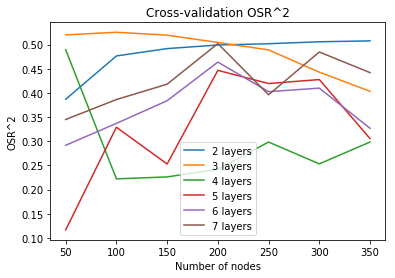 Cross-validation OSR^2
OSR^2
0.50
0.45
0.40
0.35
0.30
0.25
0.20
0.15
0.10
2 layers
3 layers
4 layers
5 layers
6 layers
7 layers
50 100 150 200 250 300 350
Number of nodes